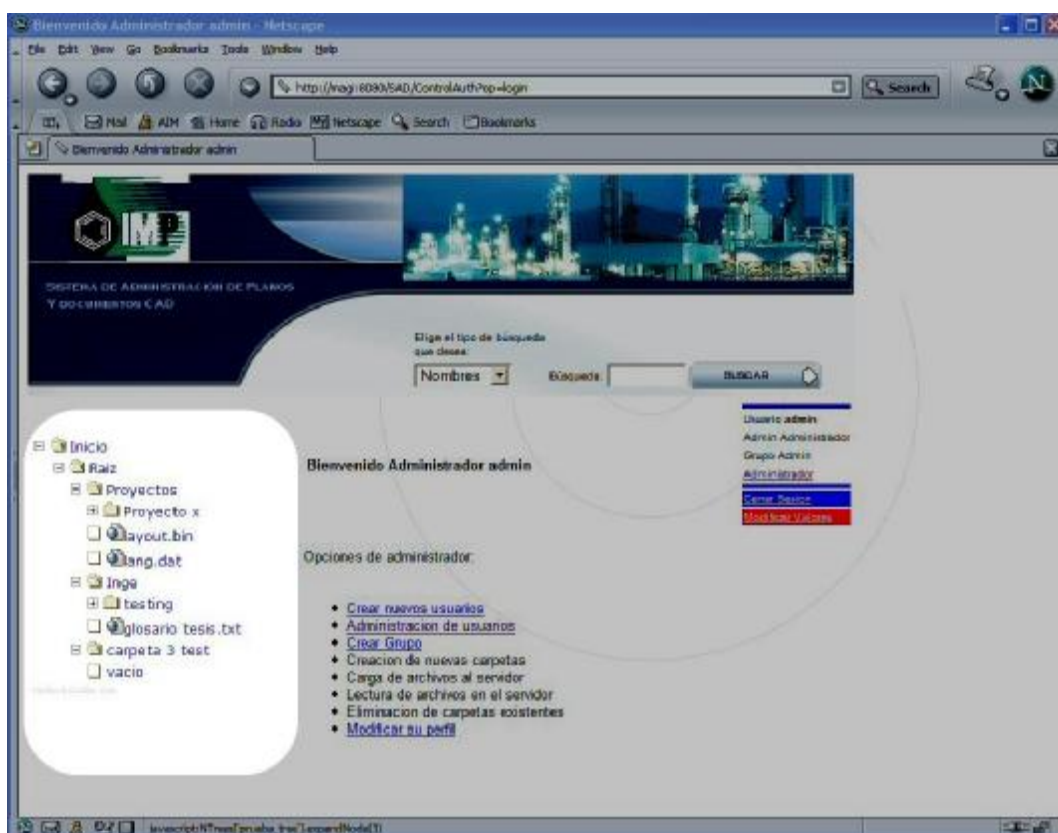 Bienvenido Administrador admin - Netscape
File Edit View Go Bookmarks Tools Window Help
http://magi:8080/SAD/ControlAuth?op=login
Search
Mail AIM Home Radio Netscape Search Bookmarks
Bienvenido Administrador admin
IMP
SISTEMA DE ADMINISTRACION DE PLANOS
Y DOCUMENTOS CAD
Elige el tipo de búsqueda
que desea:
Nombres Búsqueda: BUSCAR
Usuario admin
Admin Administrador
Grupo Admin
Administrador
Cerrar Sesion
Modificar Valores
Inicio
Raiz
Proyectos
Proyecto x
layout.bin
lang.dat
Inge
testing
glosario tesis.txt
carpeta 3 test
vacio
Bienvenido Administrador admin
Opciones de administrador:
Crear nuevos usuarios
Administracion de usuarios
Crear Grupo
Creacion de nuevas carpetas
Carga de archivos al servidor
Lectura de archivos en el servidor
Eliminacion de carpetas existentes
Modificar su perfil